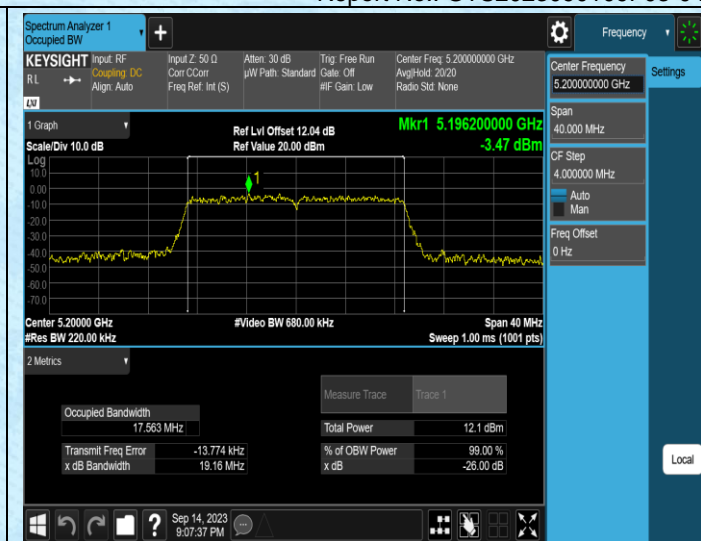 Spectrum Analyzer 1
Occupied BW
Frequency
KEYSIGHT
R L
LXI
Input: RF
Coupling: DC
Align: Auto
Input Z: 50 Ω
Corr CCorr
Freq Ref: Int (S)
Atten: 30 dB
µW Path: Standard
Trig: Free Run
Gate: Off
#IF Gain: Low
Center Freq: 5.200000000 GHz
Avg|Hold: 20/20
Radio Std: None
Center Frequency
5.200000000 GHz
Settings
Span
40.000 MHz
CF Step
4.000000 MHz
Auto
Man
Freq Offset
0 Hz
Local
1 Graph
Scale/Div 10.0 dB
Ref Lvl Offset 12.04 dB
Ref Value 20.00 dBm
Mkr1 5.196200000 GHz
-3.47 dBm
Log
10.0
0.00
-10.0
-20.0
-30.0
-40.0
-50.0
-60.0
-70.0
1
Center 5.20000 GHz
#Res BW 220.00 kHz
#Video BW 680.00 kHz
Span 40 MHz
Sweep 1.00 ms (1001 pts)
2 Metrics
Measure Trace
Trace 1
Occupied Bandwidth
17.563 MHz
Total Power
12.1 dBm
Transmit Freq Error
-13.774 kHz
% of OBW Power
99.00 %
x dB Bandwidth
19.16 MHz
x dB
-26.00 dB
Sep 14, 2023
9:07:37 PM